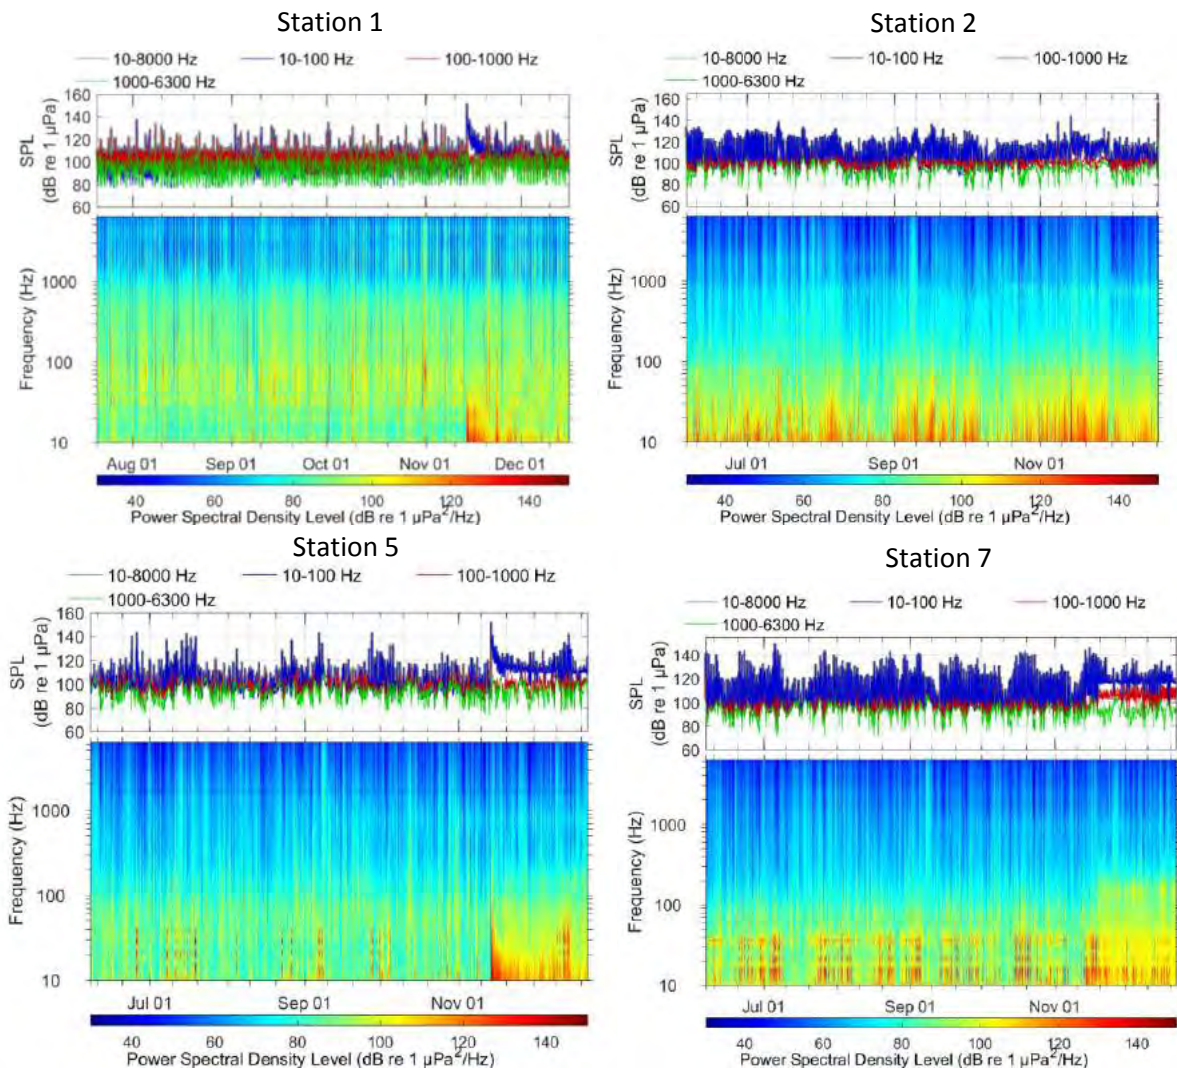 Station 1
10-8000 Hz 10-100 Hz 100-1000 Hz
1000-6300 Hz
160
140
120
100
80
60
SPL
(dB re 1 µPa)
1000
100
10
Frequency (Hz)
Aug 01 Sep 01 Oct 01 Nov 01 Dec 01
40 60 80 100 120 140
Power Spectral Density Level (dB re 1 µPa²/Hz)
Station 2
10-8000 Hz 10-100 Hz 100-1000 Hz
1000-6300 Hz
160
140
120
100
80
60
SPL
(dB re 1 µPa)
1000
100
10
Frequency (Hz)
Jul 01 Sep 01 Nov 01
40 60 80 100 120 140
Power Spectral Density Level (dB re 1 µPa²/Hz)
Station 5
10-8000 Hz 10-100 Hz 100-1000 Hz
1000-6300 Hz
160
140
120
100
80
60
SPL
(dB re 1 µPa)
1000
100
10
Frequency (Hz)
Jul 01 Sep 01 Nov 01
40 60 80 100 120 140
Power Spectral Density Level (dB re 1 µPa²/Hz)
Station 7
10-8000 Hz 10-100 Hz 100-1000 Hz
1000-6300 Hz
140
120
100
80
60
SPL
(dB re 1 µPa)
1000
100
10
Frequency (Hz)
Jul 01 Sep 01 Nov 01
40 60 80 100 120 140
Power Spectral Density Level (dB re 1 µPa²/Hz)